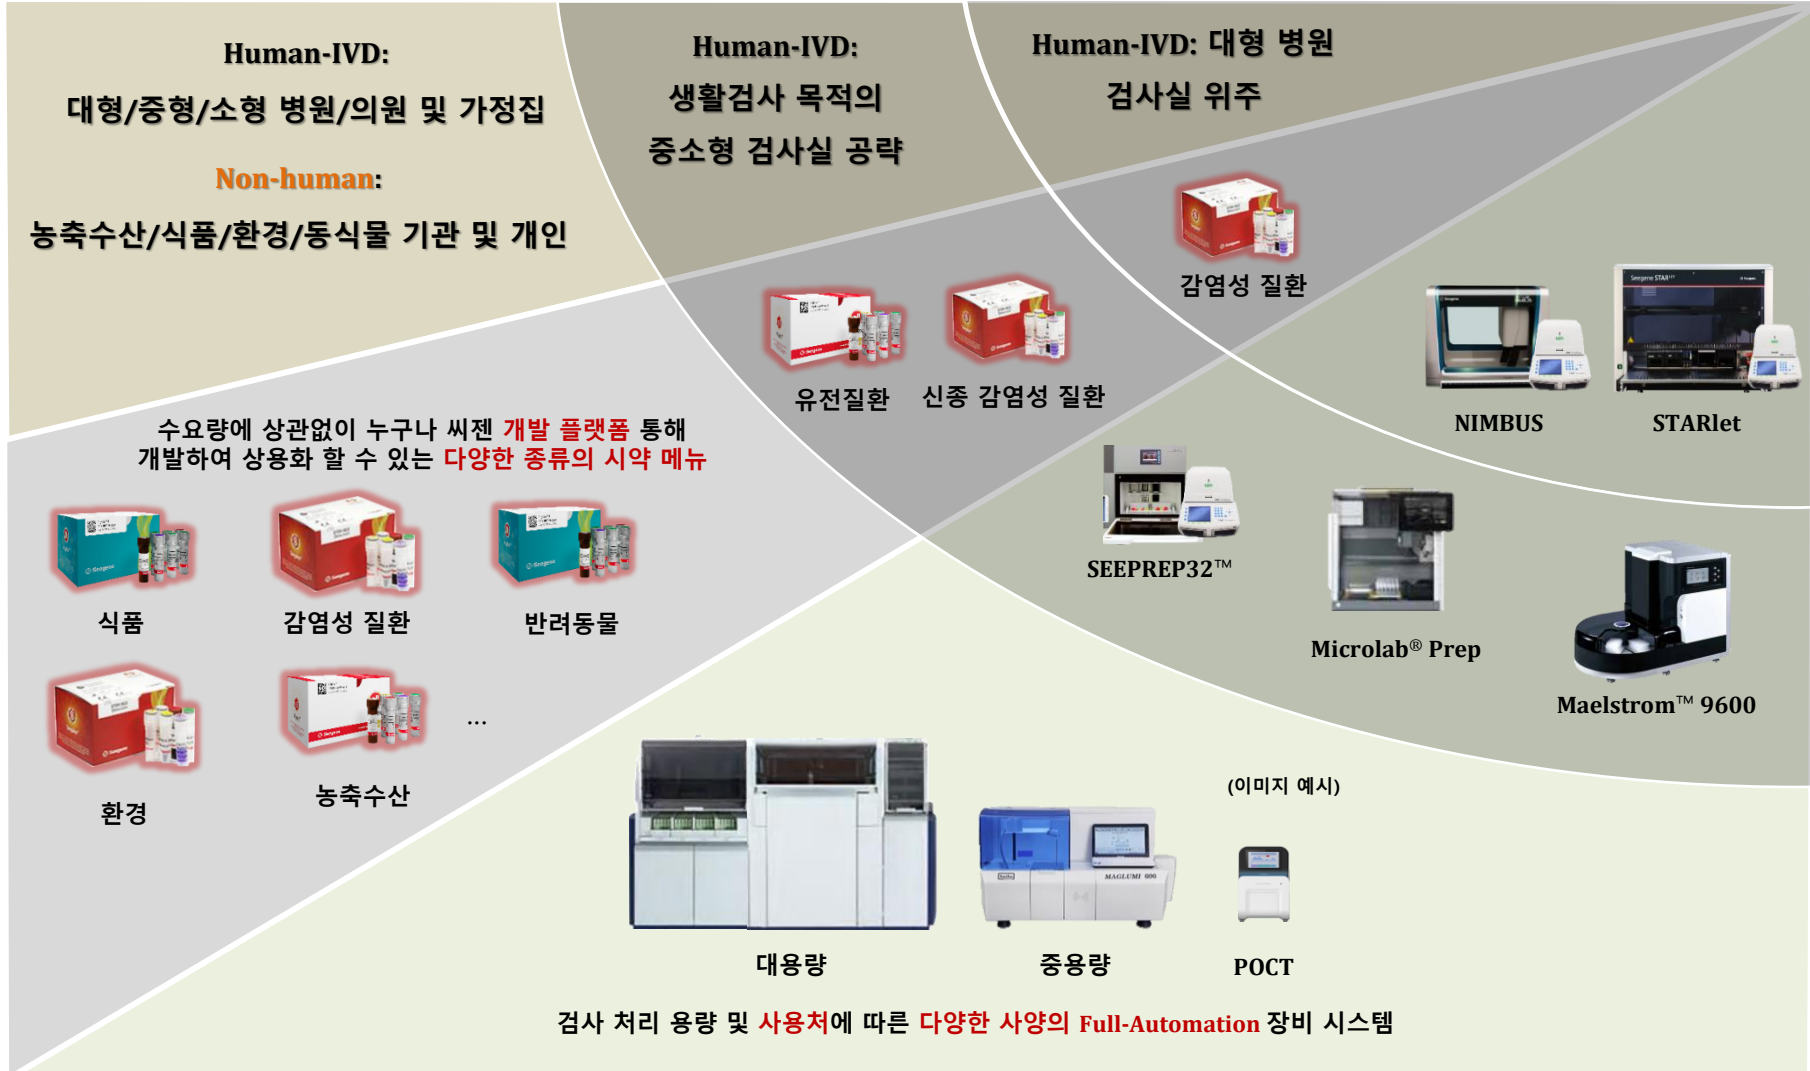 Human-IVD:
대형/중형/소형 병원/의원 및 가정집
Non-human:
농축수산/식품/환경/동식물 기관 및 개인
Human-IVD:
생활검사 목적의
중소형 검사실 공략
Human-IVD: 대형 병원
검사실 위주
감염성 질환
유전질환
신종 감염성 질환
수요량에 상관없이 누구나 씨젠 개발 플랫폼 통해
개발하여 상용화 할 수 있는 다양한 종류의 시약 메뉴
식품
감염성 질환
반려동물
환경
농축수산
...
Seegene STARlet
NIMBUS
STARlet
SEEPREP32™
Microlab® Prep
Maelstrom™ 9600
(이미지 예시)
MAGLUMI 600
대용량
중용량
POCT
검사 처리 용량 및 사용처에 따른 다양한 사양의 Full-Automation 장비 시스템